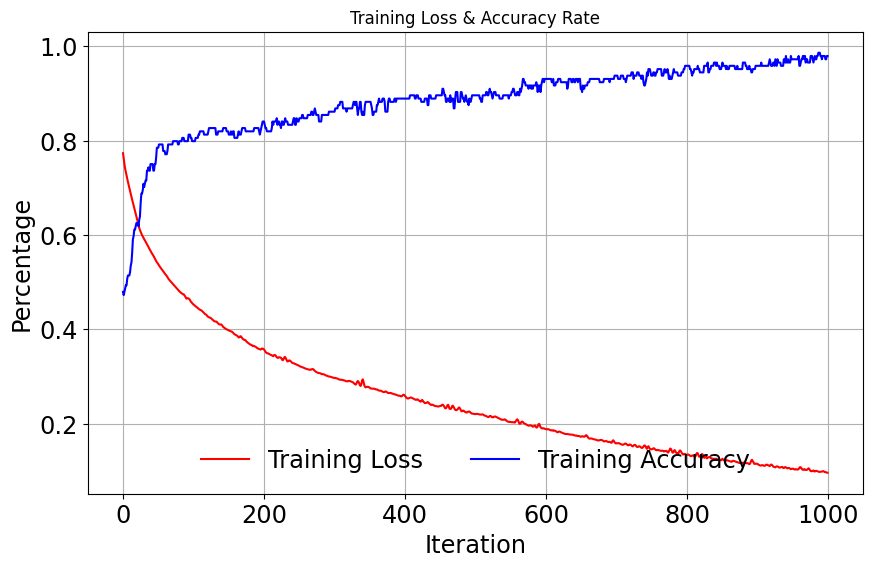 Training Loss & Accuracy Rate
1.0
0.8
0.6
0.4
0.2
Percentage
Training Loss
Training Accuracy
0
200
400
600
800
1000
Iteration